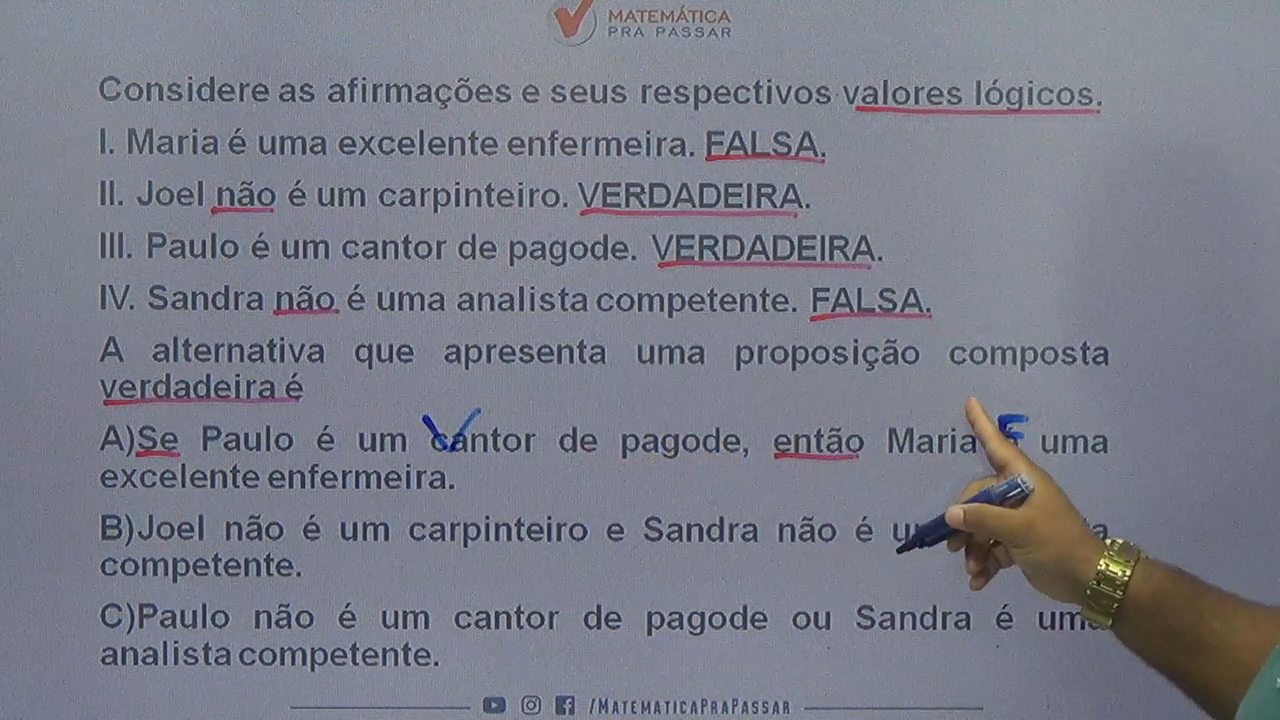 MATEMÁTICA
PRA PASSAR
Considere as afirmações e seus respectivos valores lógicos.
I. Maria é uma excelente enfermeira. FALSA.
II. Joel não é um carpinteiro. VERDADEIRA.
III. Paulo é um cantor de pagode. VERDADEIRA.
IV. Sandra não é uma analista competente. FALSA.
A alternativa que apresenta uma proposição composta
verdadeira é
V F
A)Se Paulo é um cantor de pagode, então Maria uma
excelente enfermeira.
B)Joel não é um carpinteiro e Sandra não é
competente.
C)Paulo não é um cantor de pagode ou Sandra é uma
analista competente.
/MATEMATICAPRAPASSAR